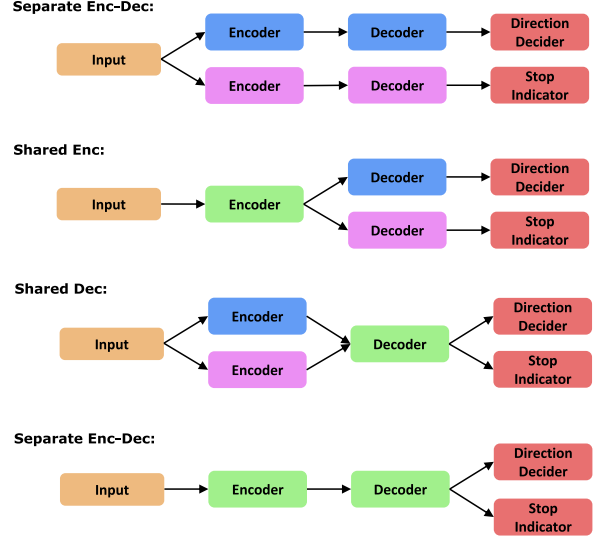 Separate Enc–Dec:
Input
Encoder
Decoder
Direction
Decider
Encoder
Decoder
Stop
Indicator
Shared Enc:
Input
Encoder
Decoder
Direction
Decider
Decoder
Stop
Indicator
Shared Dec:
Input
Encoder
Encoder
Decoder
Direction
Decider
Stop
Indicator
Separate Enc–Dec:
Input
Encoder
Decoder
Direction
Decider
Stop
Indicator